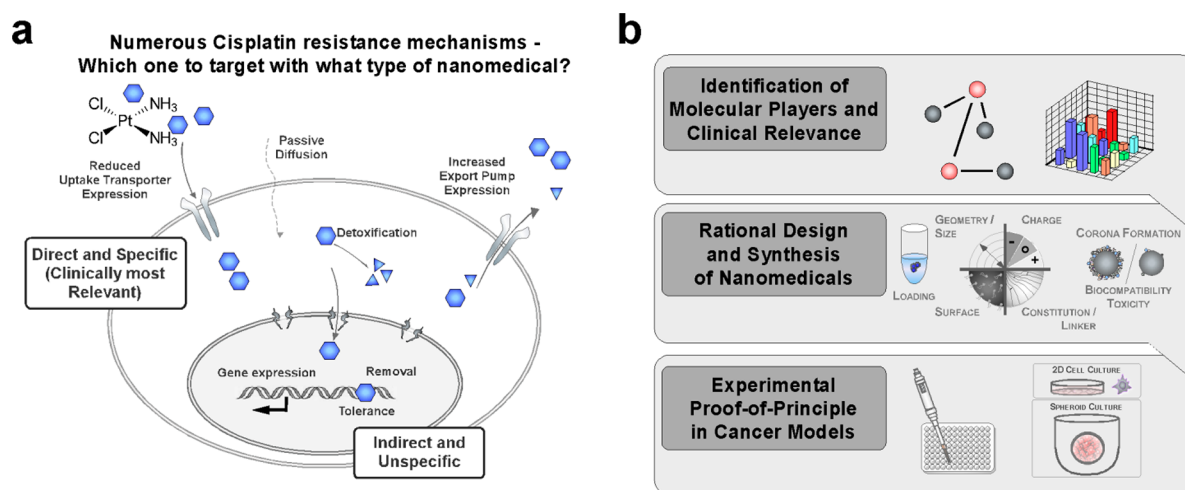 a
Numerous Cisplatin resistance mechanisms -
Which one to target with what type of nanomedical?
Cl
NH3
Pt
Cl
NH3
Reduced
Uptake Transporter
Expression
Passive
Diffusion
Increased
Export Pump
Expression
Direct and Specific
(Clinically most
Relevant)
Detoxification
Gene expression
Removal
Tolerance
Indirect and
Unspecific
b
Identification of
Molecular Players and
Clinical Relevance
Rational Design
and Synthesis
of Nanomedicals
LOADING
GEOMETRY /
SIZE
CHARGE
-
o
+
SURFACE
CONSTITUTION /
LINKER
CORONA FORMATION
BIOCOMPATIBILITY
TOXICITY
Experimental
Proof-of-Principle
in Cancer Models
2D CELL CULTURE
SPHEROID CULTURE